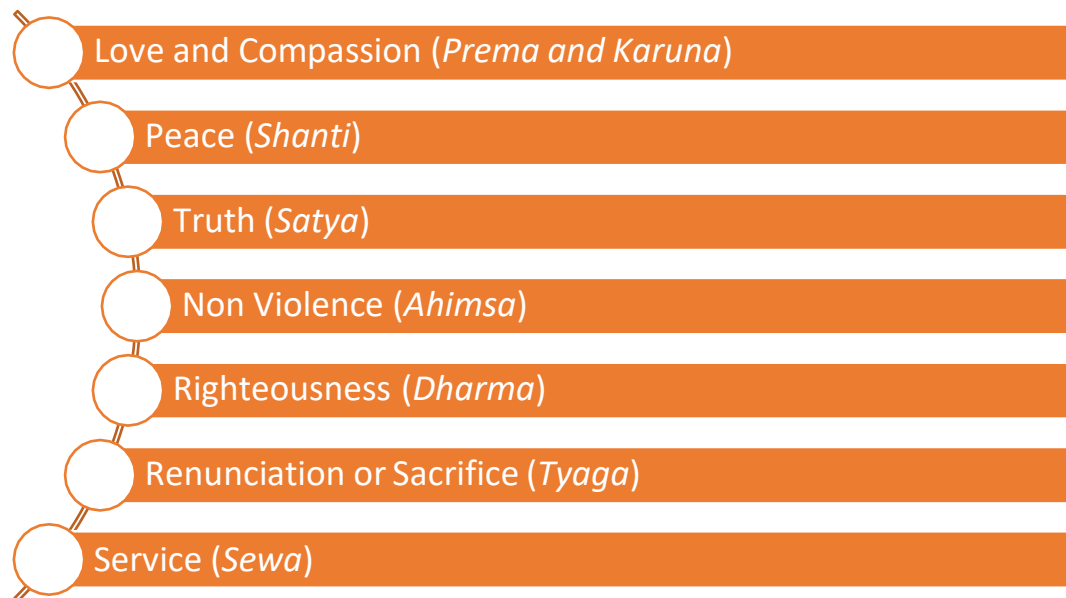 Love and Compassion (Prema and Karuna)
Peace (Shanti)
Truth (Satya)
Non Violence (Ahimsa)
Righteousness (Dharma)
Renunciation or Sacrifice (Tyaga)
Service (Sewa)